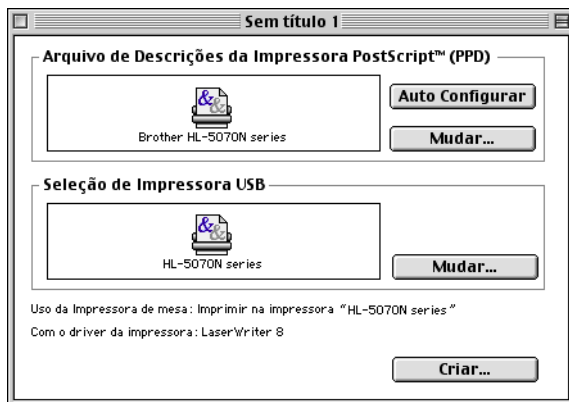 Sem título 1
Arquivo de Descrições da Impressora PostScript™ (PPD)
Auto Configurar
Brother HL-5070N series
Mudar...
Seleção de Impressora USB
HL-5070N series
Mudar...
Uso da Impressora de mesa: Imprimir na impressora “HL-5070N series”
Com o driver da impressora: LaserWriter 8
Criar...